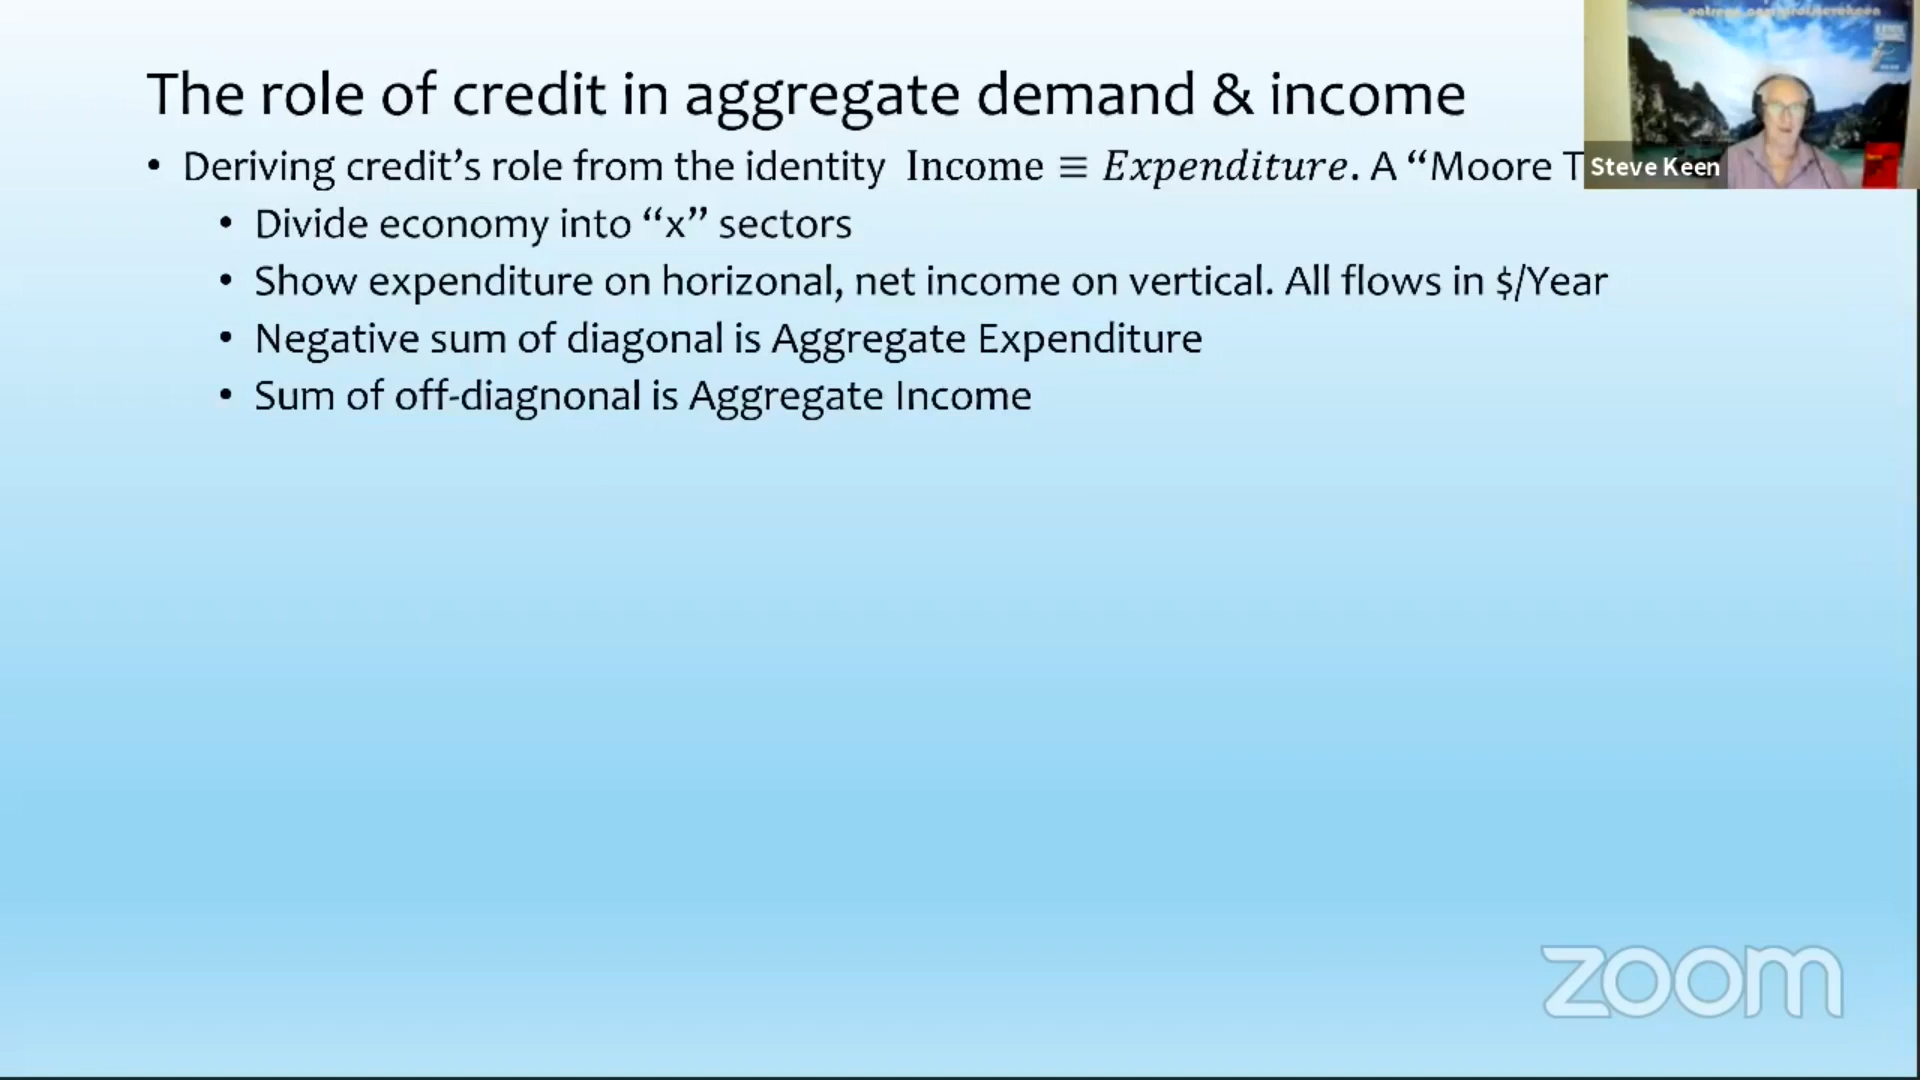 The role of credit in aggregate demand & income
• Deriving credit’s role from the identity Income ≡ Expenditure. A “Moore T
• Divide economy into “x” sectors
• Show expenditure on horizonal, net income on vertical. All flows in $/Year
• Negative sum of diagonal is Aggregate Expenditure
• Sum of off-diagnonal is Aggregate Income
Steve Keen
zoom